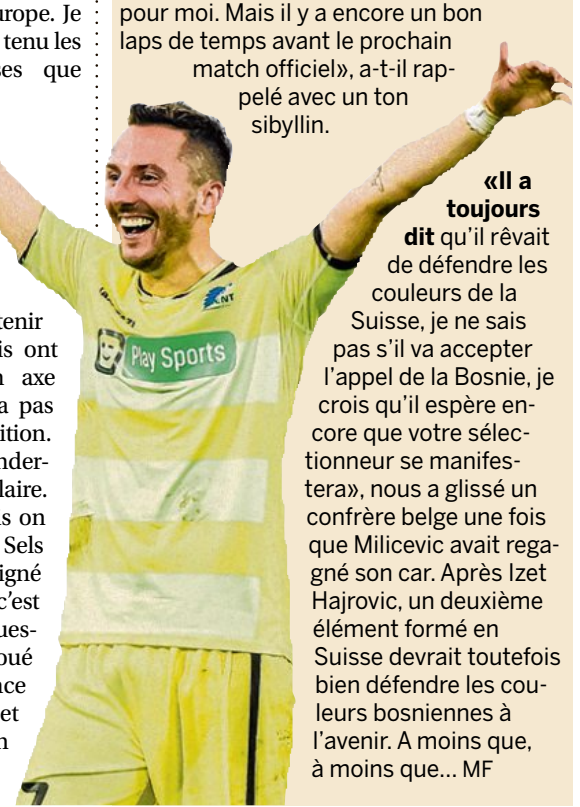 urope. Je
tenu les
ses que
tenir
is ont
n axe
a pas
ition.
nder-
laire.
is on
Sels
igné
c'est
ues-
oué
nce
et
n
pour moi. Mais il y a encore un bon
laps de temps avant le prochain
match officiel», a-t-il rap-
pelé avec un ton
sibyllin.
«Il a
toujours
dit qu'il rêvait
de défendre les
couleurs de la
Suisse, je ne sais
pas s'il va accepter
l'appel de la Bosnie, je
crois qu'il espère en-
core que votre sélec-
tionneur se manifes-
tera», nous a glissé un
confrère belge une fois
que Milicevic avait rega-
gné son car. Après Izet
Hajrovic, un deuxième
élément formé en
Suisse devrait toutefois
bien défendre les cou-
leurs bosniennes à
l'avenir. A moins que,
à moins que... MF
Play Sports